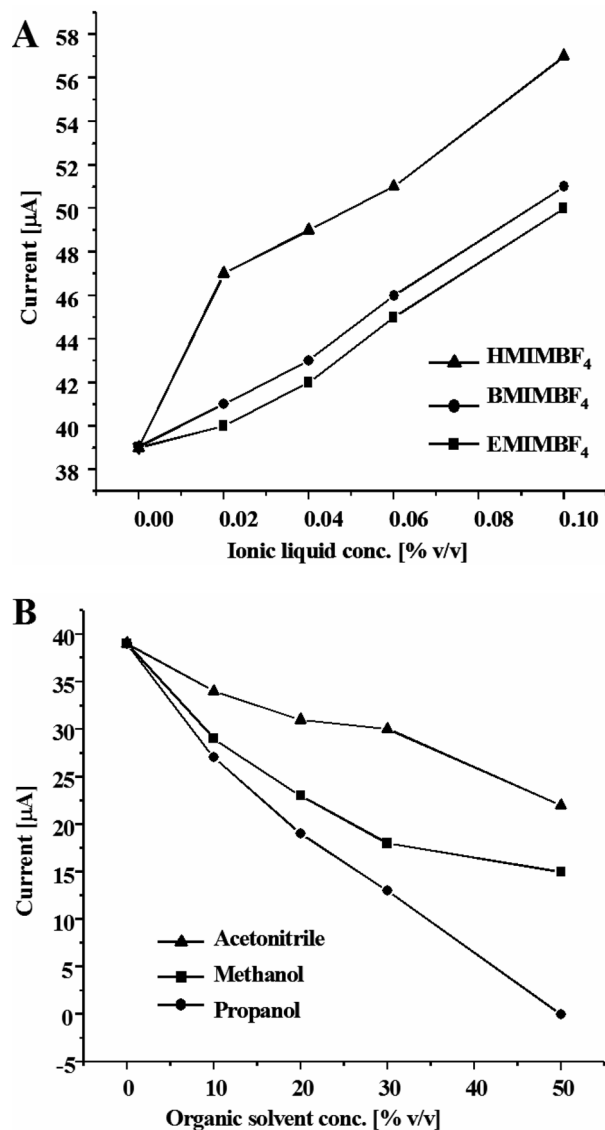 A
58
56
54
52
50
48
46
44
42
40
38
Current [μA]
HMIMBF₄
BMIMBF₄
EMIMBF₄
0.00 0.02 0.04 0.06 0.08 0.10
Ionic liquid conc. [% v/v]
B
40
35
30
25
20
15
10
5
0
-5
Current [μA]
Acetonitrile
Methanol
Propanol
0 10 20 30 40 50
Organic solvent conc. [% v/v]